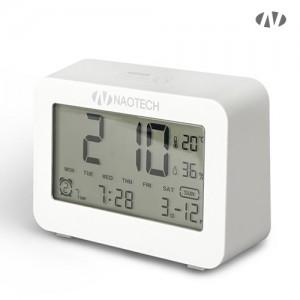 NAOTECH
2 10 20°C
36%
MON TUE WED THU FRI SAT SUN
7:28 3-12